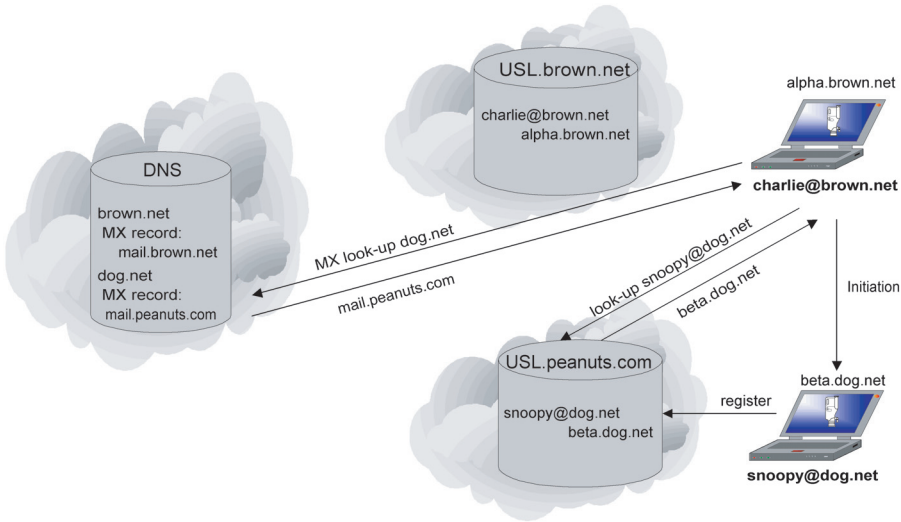 USL.brown.net
charlie@brown.net
alpha.brown.net
alpha.brown.net
charlie@brown.net
DNS
brown.net
MX record:
mail.brown.net
dog.net
MX record:
mail.peanuts.com
MX look-up dog.net
mail.peanuts.com
look-up snoopy@dog.net
beta.dog.net
Initiation
USL.peanuts.com
snoopy@dog.net
beta.dog.net
register
beta.dog.net
snoopy@dog.net